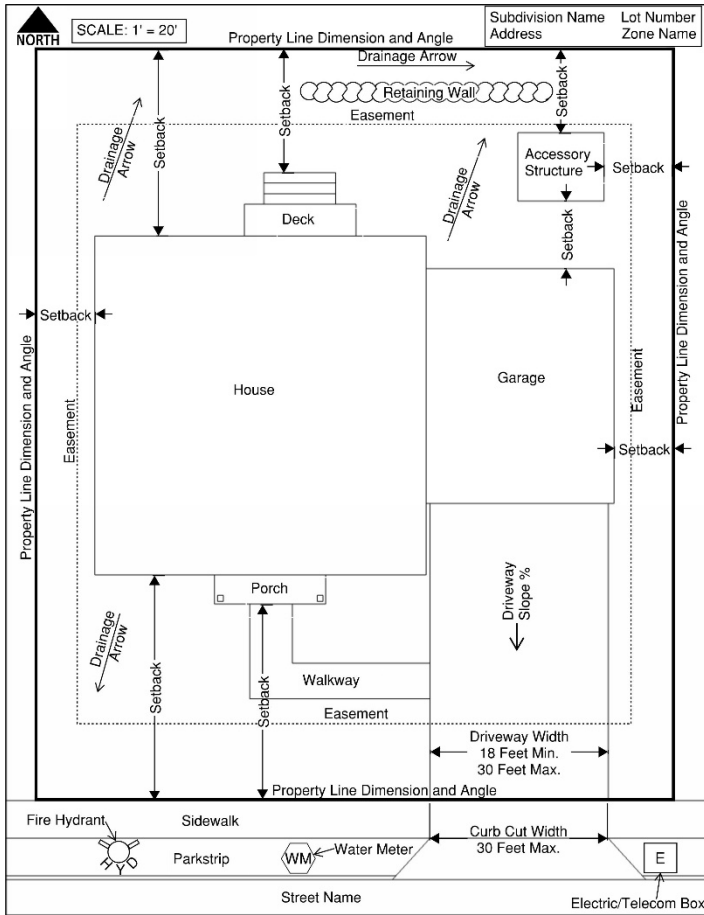 NORTH
SCALE: 1' = 20'
Subdivision Name Lot Number
Address Zone Name
Property Line Dimension and Angle
Drainage Arrow
Retaining Wall
Easement
Setback
Setback
Setback
Drainage
Arrow
Drainage
Arrow
Accessory
Structure
Setback
Setback
Deck
Setback
House
Garage
Property Line Dimension and Angle
Easement
Easement
Property Line Dimension and Angle
Setback
Porch
Driveway
Slope %
Drainage
Arrow
Setback
Setback
Walkway
Easement
Driveway Width
18 Feet Min.
30 Feet Max.
Property Line Dimension and Angle
Fire Hydrant
Sidewalk
HYD
Parkstrip
WM
Water Meter
Curb Cut Width
30 Feet Max.
E
Street Name
Electric/Telecom Box